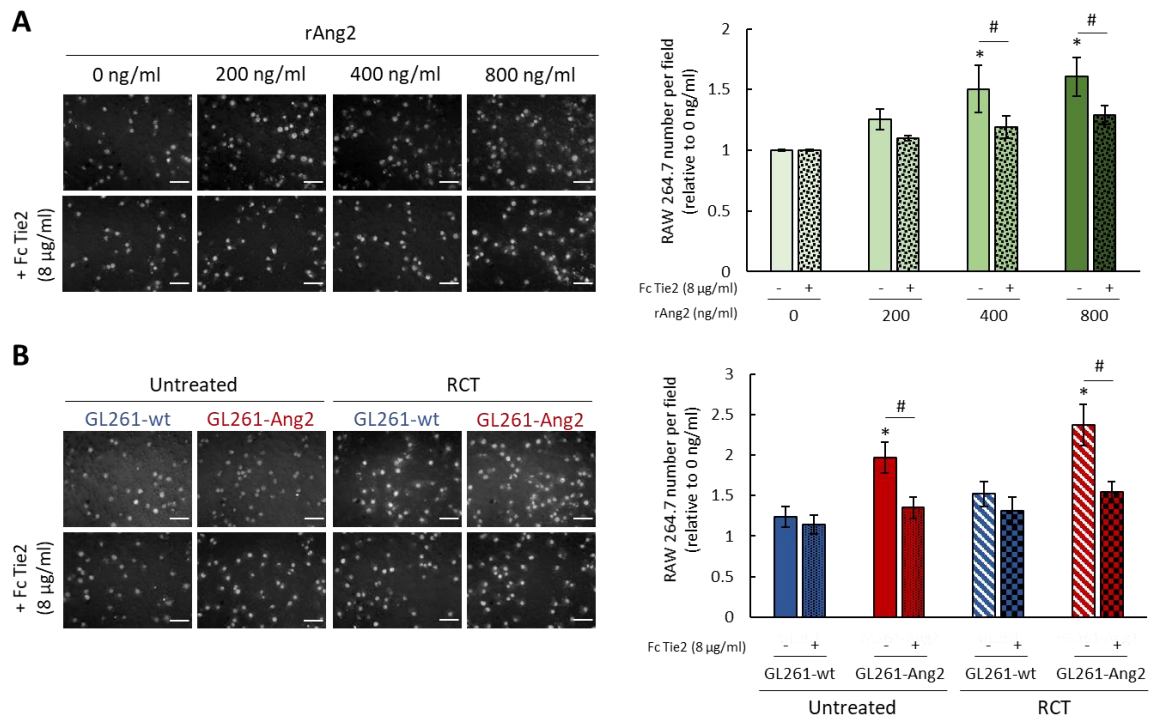 A
rAng2
0 ng/ml 200 ng/ml 400 ng/ml 800 ng/ml
+ Fc Tie2
(8 µg/ml)
RAW 264.7 number per field
(relative to 0 ng/ml)
2
1.5
1
0.5
0
* # * #
Fc Tie2 (8 µg/ml) - + - + - + - +
rAng2 (ng/ml) 0 200 400 800
B
Untreated RCT
GL261-wt GL261-Ang2 GL261-wt GL261-Ang2
+ Fc Tie2
(8 µg/ml)
RAW 264.7 number per field
(relative to 0 ng/ml)
3
2.5
2
1.5
1
0.5
0
* # * #
Fc Tie2 (8 µg/ml) - + - + - + - +
GL261-wt GL261-Ang2 GL261-wt GL261-Ang2
Untreated RCT